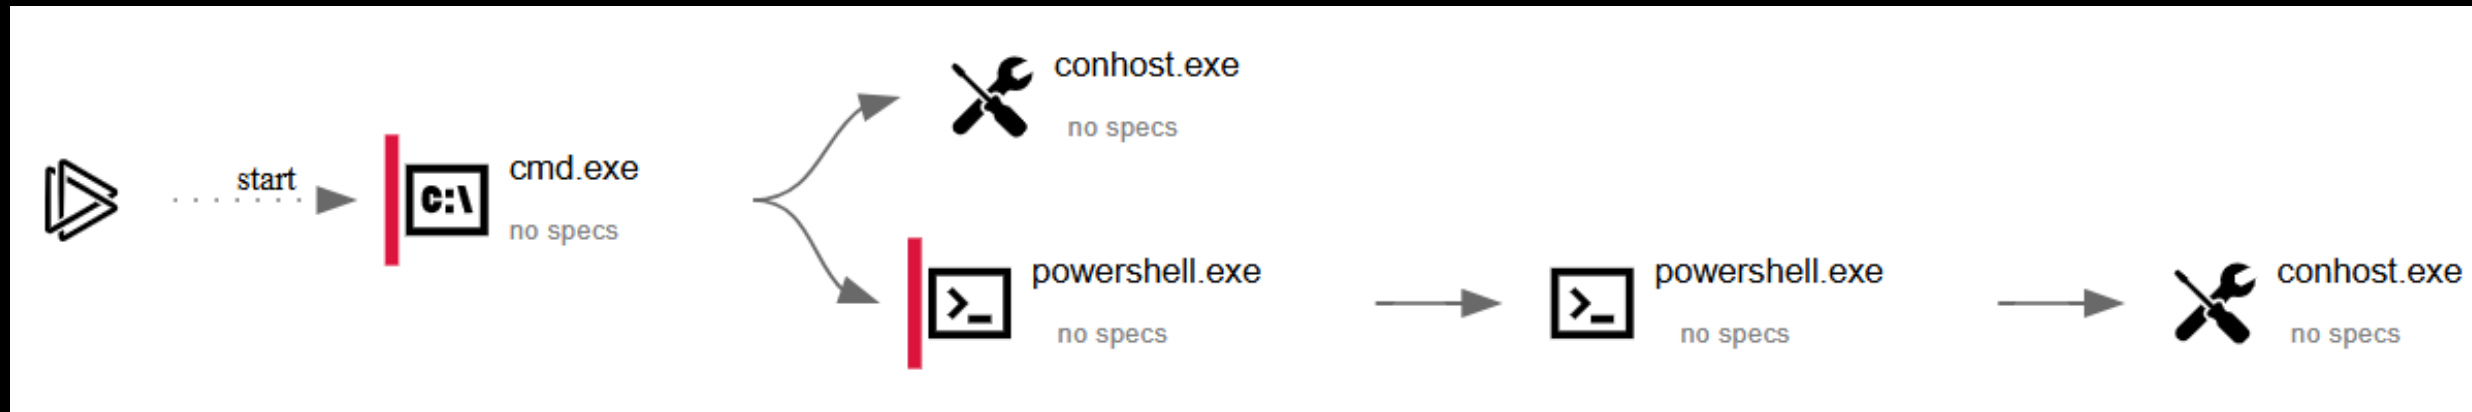 start
cmd.exe
no specs
C:\
conhost.exe
no specs
powershell.exe
no specs
>_
powershell.exe
no specs
>_
conhost.exe
no specs